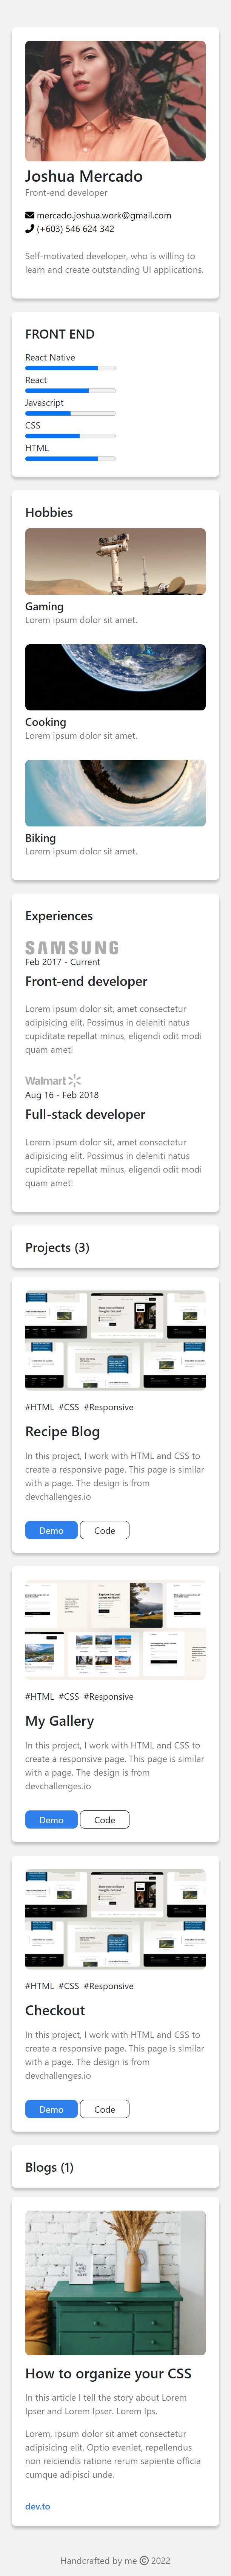 Joshua Mercado
Front-end developer
mercado.joshua.work@gmail.com
(+603) 546 624 342
Self-motivated developer, who is willing to
learn and create outstanding UI applications.
FRONT END
React Native
React
Javascript
CSS
HTML
Hobbies
Gaming
Lorem ipsum dolor sit amet.
Cooking
Lorem ipsum dolor sit amet.
Biking
Lorem ipsum dolor sit amet.
Experiences
SAMSUNG
Feb 2017 - Current
Front-end developer
Lorem ipsum dolor sit, amet consectetur
adipisicing elit. Possimus in deleniti natus
cupiditate repellat minus, eligendi odit modi
quam amet!
Walmart
Aug 16 - Feb 2018
Full-stack developer
Lorem ipsum dolor sit, amet consectetur
adipisicing elit. Possimus in deleniti natus
cupiditate repellat minus, eligendi odit modi
quam amet!
Projects (3)
#HTML #CSS #Responsive
Recipe Blog
In this project, I work with HTML and CSS to
create a responsive page. This page is similar
with a page. The design is from
devchallenges.io
Demo Code
#HTML #CSS #Responsive
My Gallery
In this project, I work with HTML and CSS to
create a responsive page. This page is similar
with a page. The design is from
devchallenges.io
Demo Code
#HTML #CSS #Responsive
Checkout
In this project, I work with HTML and CSS to
create a responsive page. This page is similar
with a page. The design is from
devchallenges.io
Demo Code
Blogs (1)
How to organize your CSS
In this article I tell the story about Lorem
Ipser and Lorem Ipser. Lorem Ips.
Lorem, ipsum dolor sit amet consectetur
adipisicing elit. Optio eveniet, repellendus
non reiciendis ratione rerum sapiente officia
cumque adipisci unde.
dev.to
Handcrafted by me © 2022